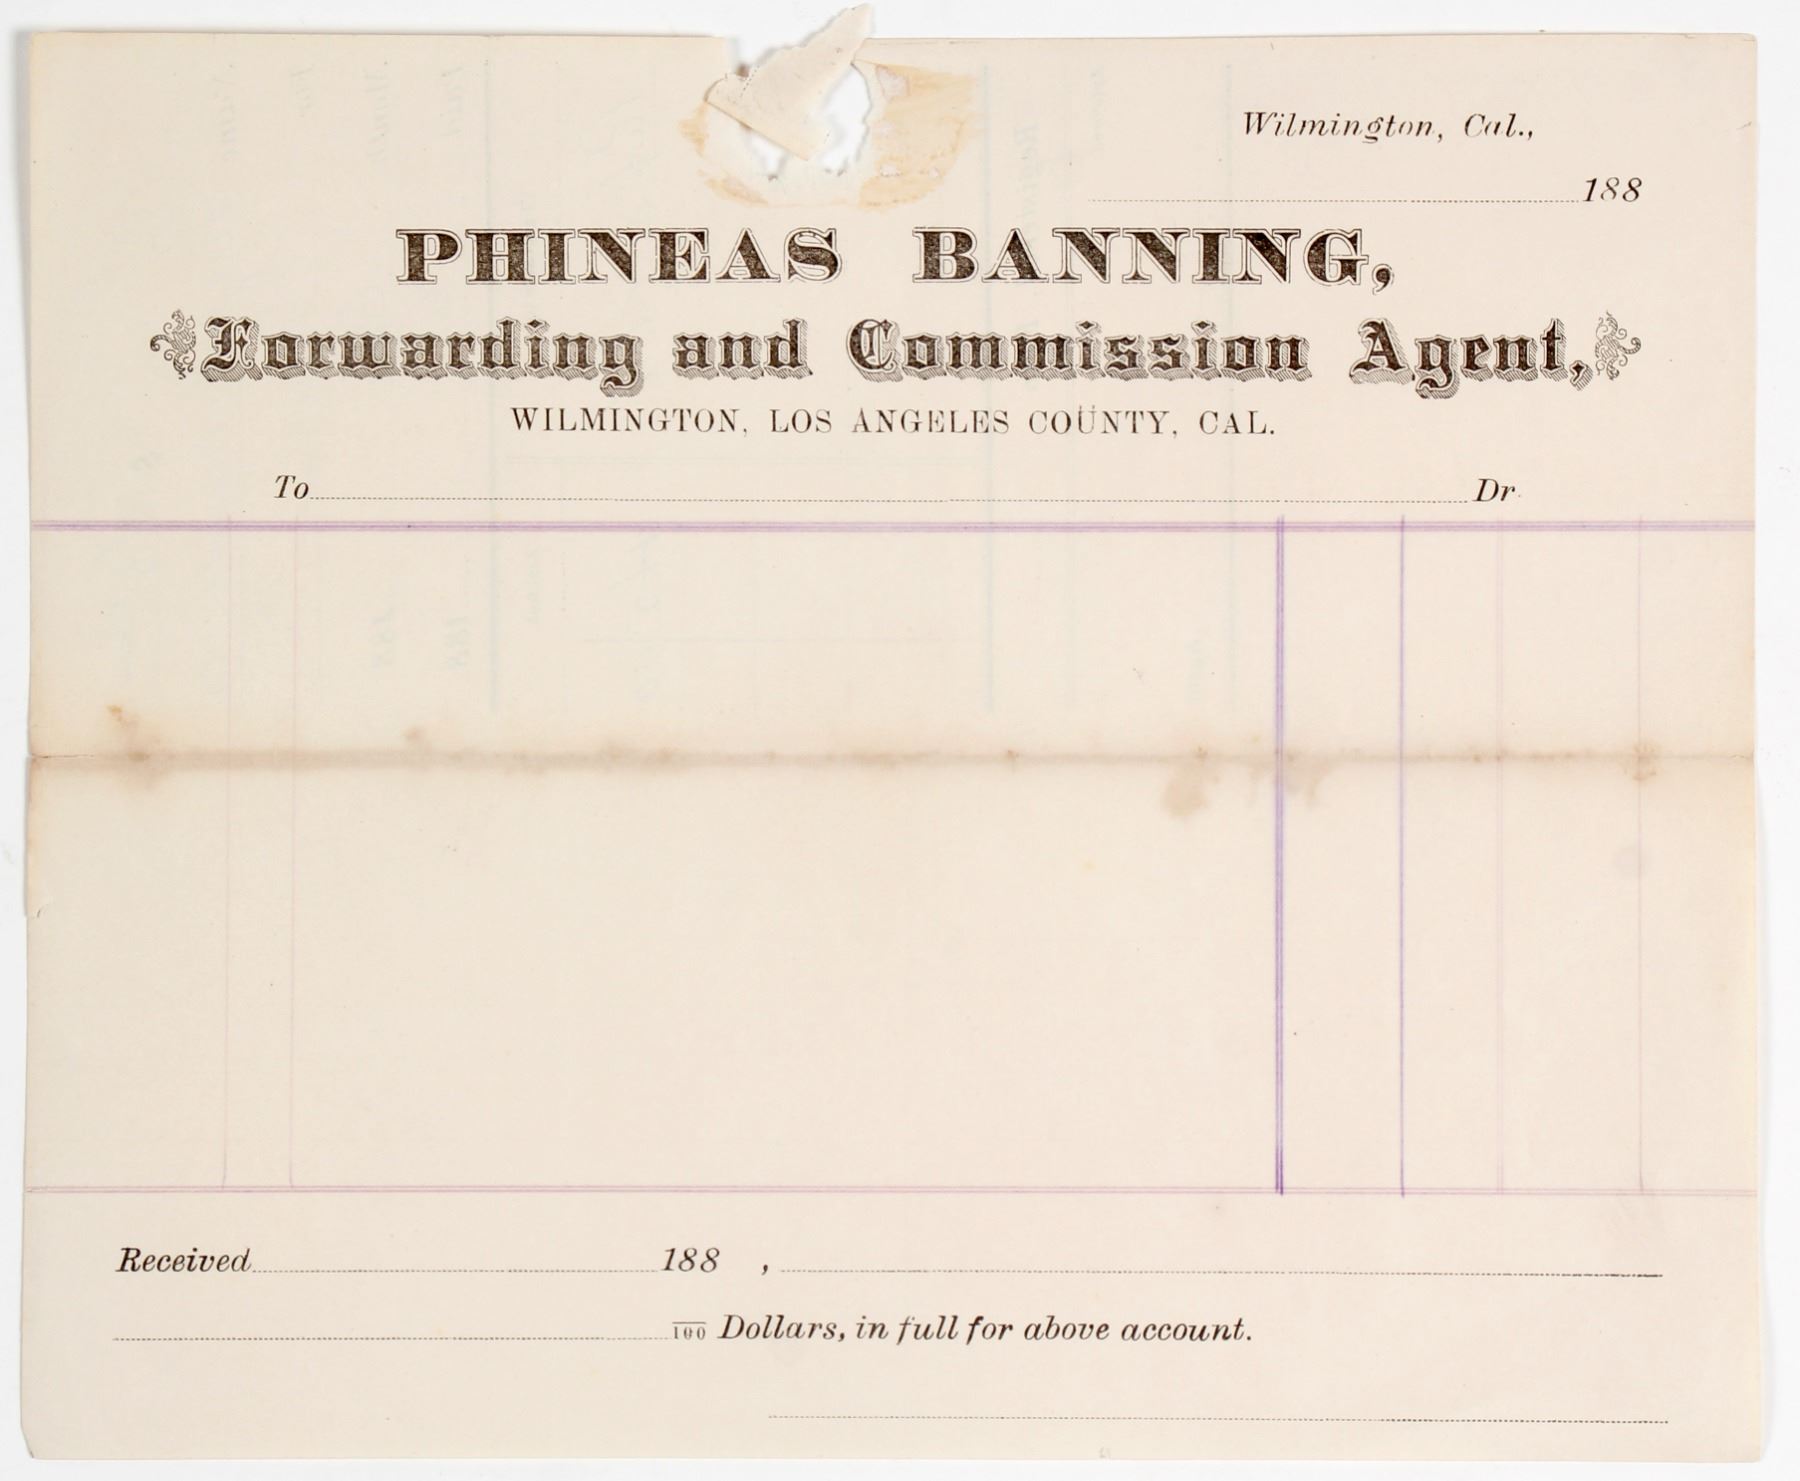 Wilmington, Cal.,
188
PHINEAS BANNING,
Forwarding and Commission Agent,
WILMINGTON, LOS ANGELES COUNTY, CAL.
To Dr.
Received 188 ,
/100 Dollars, in full for above account.